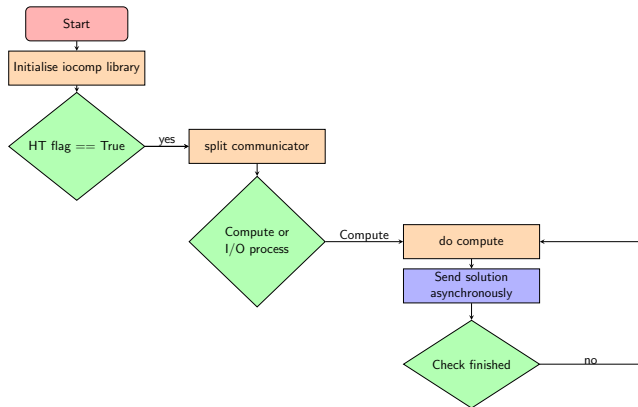 Start
Initialise iocomp library
HT flag == True
yes
split communicator
Compute or
I/O process
Compute
do compute
Send solution
asynchronously
Check finished
no